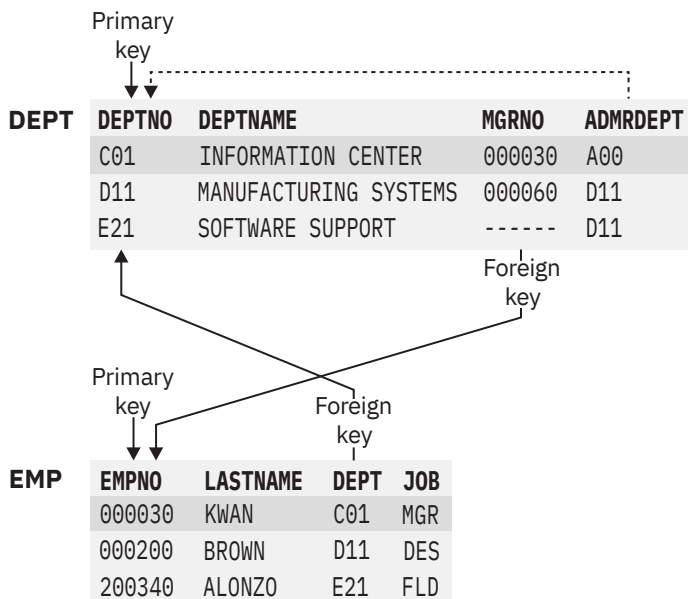 Primary
key
DEPT DEPTNO DEPTNAME MGRNO ADMRDEPT
C01 INFORMATION CENTER 000030 A00
D11 MANUFACTURING SYSTEMS 000060 D11
E21 SOFTWARE SUPPORT ------ D11
Foreign
key
Primary
key
Foreign
key
EMP EMPNO LASTNAME DEPT JOB
000030 KWAN C01 MGR
000200 BROWN D11 DES
200340 ALONZO E21 FLD